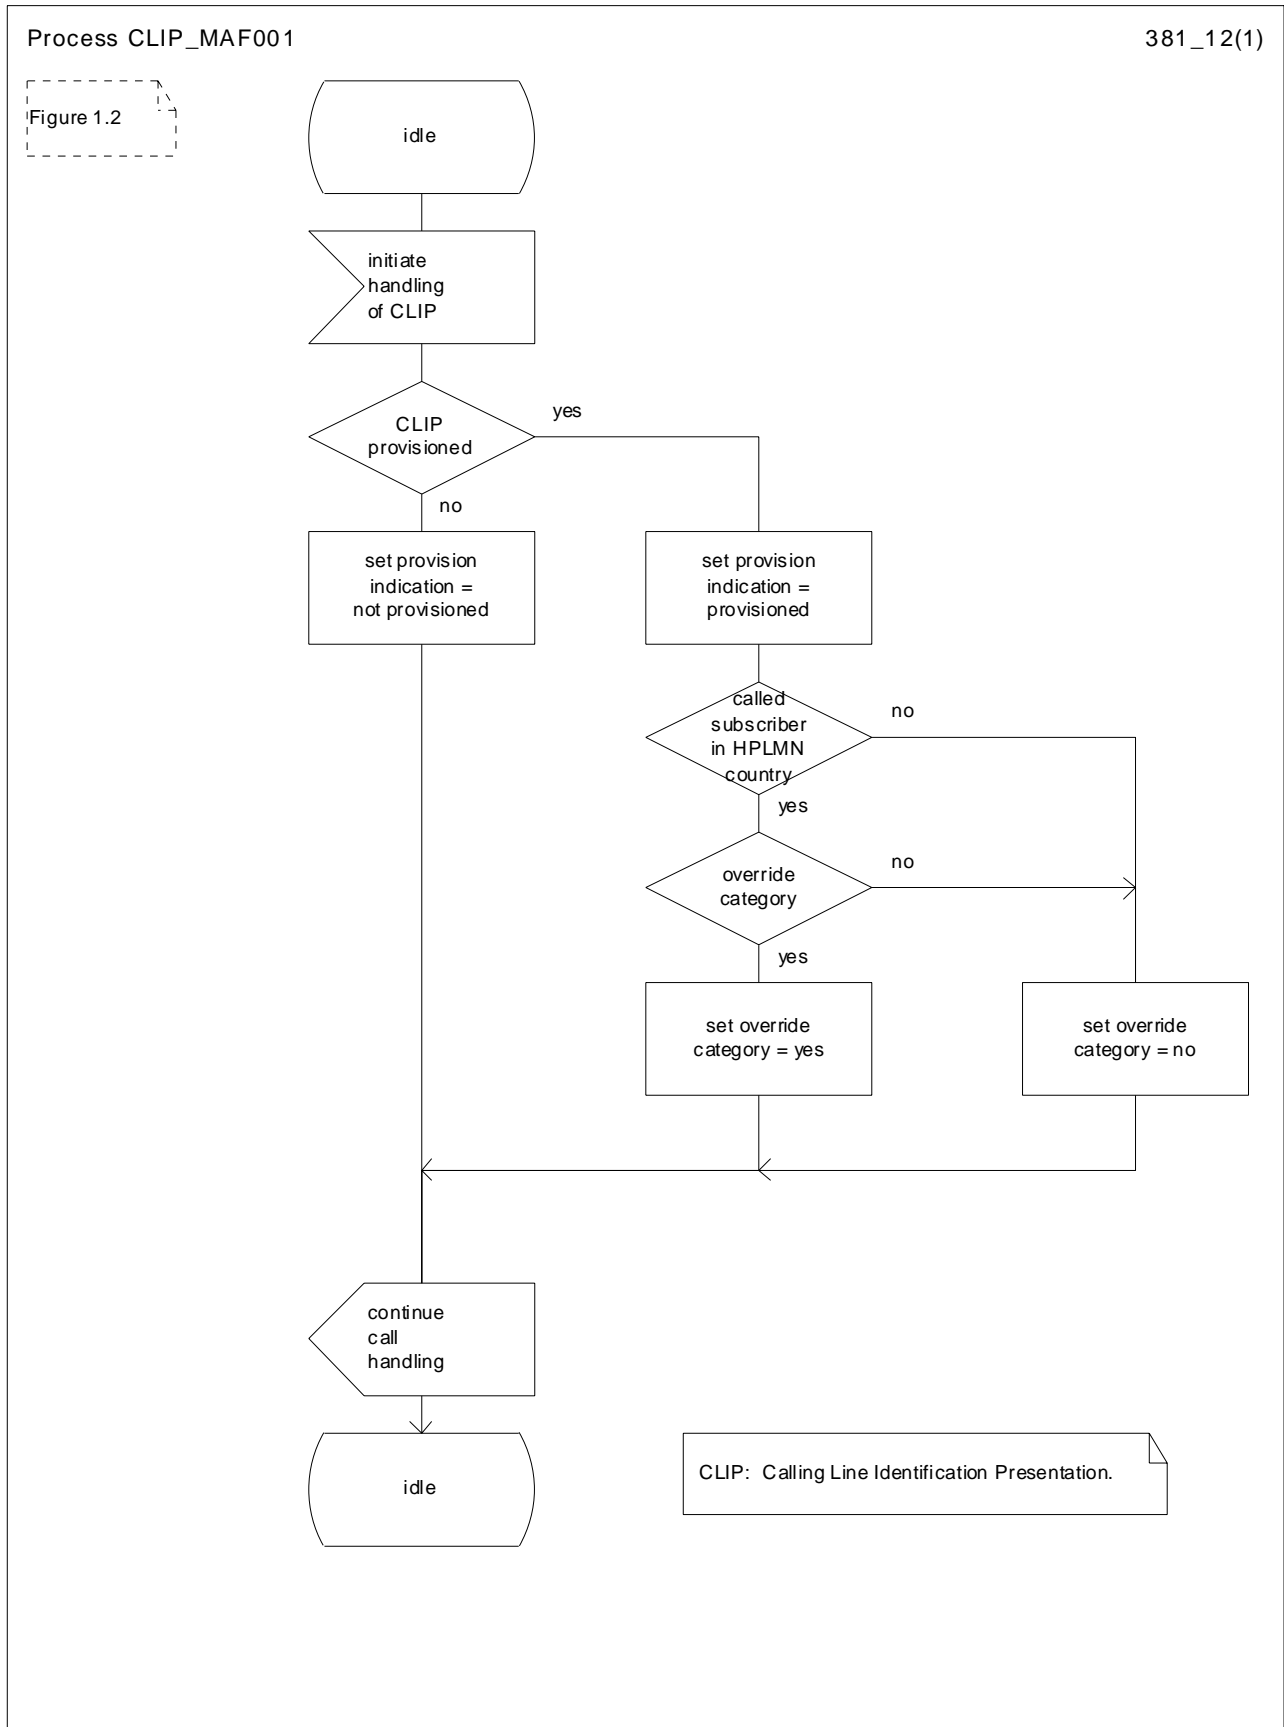 Process CLIP_MAF001
381_12(1)
Figure 1.2
idle
initiate
handling
of CLIP
CLIP
provisioned
yes
no
set provision
indication =
not provisioned
set provision
indication =
provisioned
called
subscriber
in HPLMN
country
no
yes
override
category
no
yes
set override
category = yes
set override
category = no
continue
call
handling
idle
CLIP: Calling Line Identification Presentation.